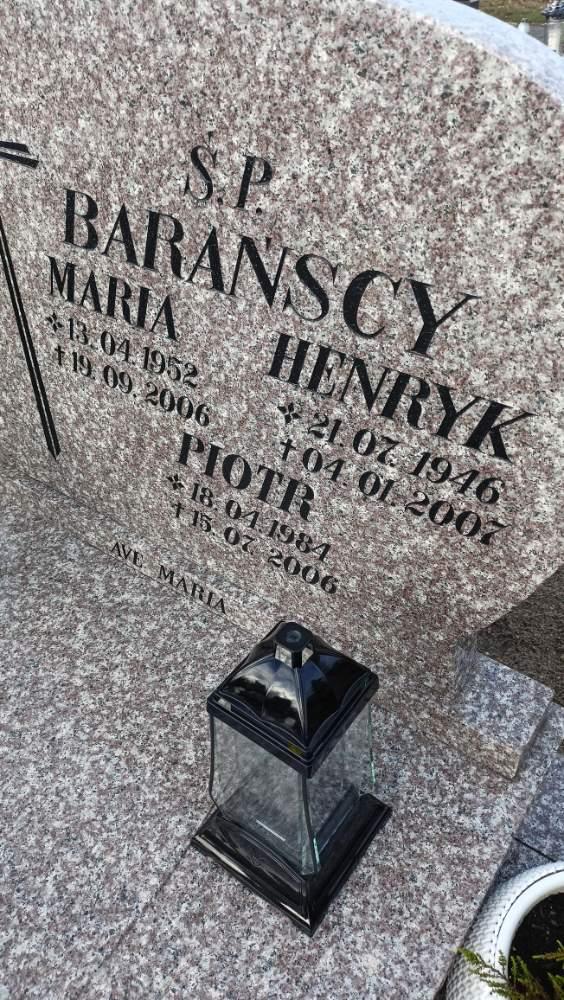 Ś.P.
BARAŃSCY
MARIA
13.04.1952
19.09.2006
HENRYK
21.07.1946
04.01.2007
PIOTR
18.04.1984
15.07.2006
AVE MARIA